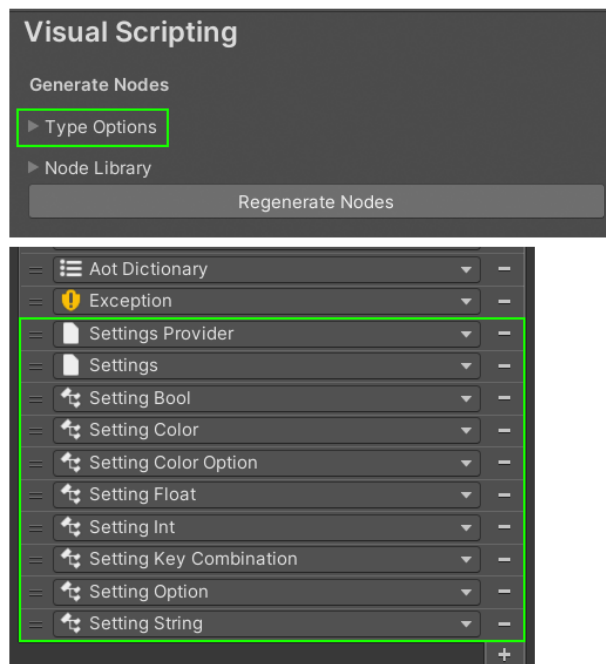 Visual Scripting
Generate Nodes
Type Options
Node Library
Regenerate Nodes
Aot Dictionary
Exception
Settings Provider
Settings
Setting Bool
Setting Color
Setting Color Option
Setting Float
Setting Int
Setting Key Combination
Setting Option
Setting String